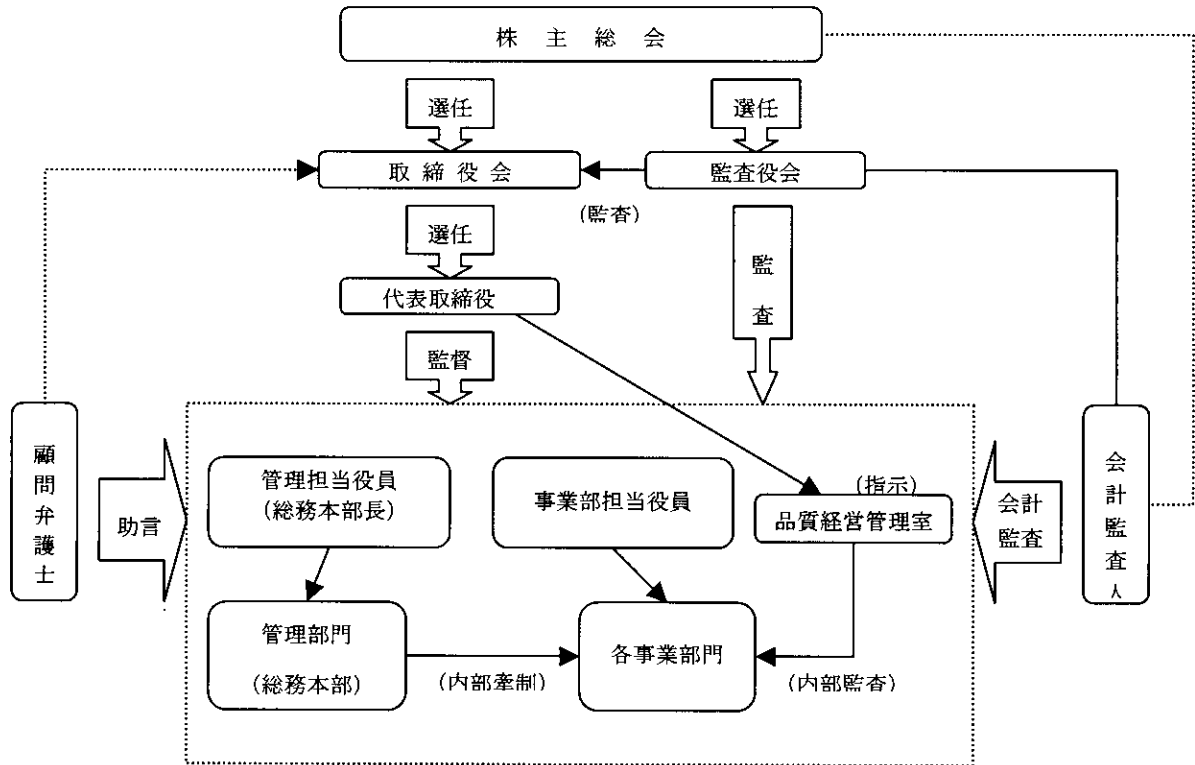 株 主 総 会
選任
選任
取 締 役 会
監査役会
(監査)
選任
監
査
代表取締役
監督
顧
問
弁
護
士
助言
管理担当役員
(総務本部長)
事業部担当役員
(指示)
品質経営管理室
会計
監査
会
計
監
査
人
管理部門
(総務本部)
(内部牽制)
各事業部門
(内部監査)